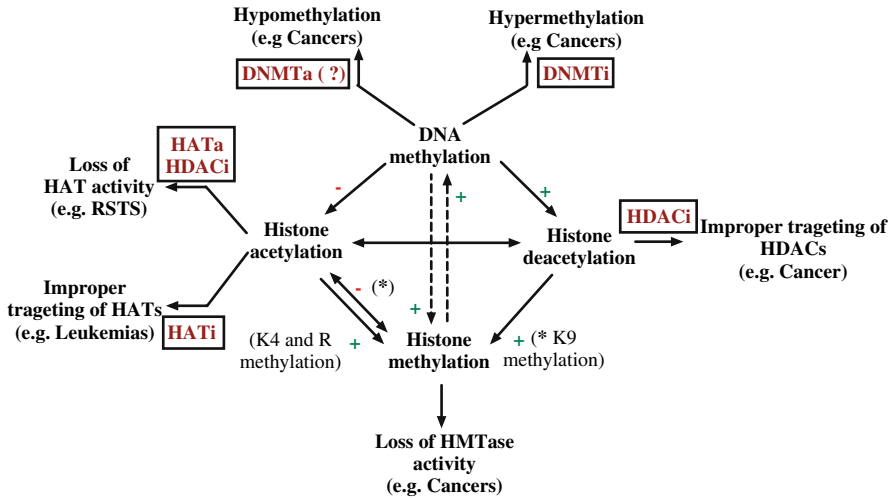 Hypomethylation
(e.g Cancers)
Hypermethylation
(e.g Cancers)
DNMTa ( ?)
DNMTi
DNA
methylation
HATa
HDACi
Loss of
HAT activity
(e.g. RSTS)
-
+
+
HDACi
Histone
acetylation
Histone
deacetylation
Improper trageting of
HDACs
(e.g. Cancer)
Improper
trageting of HATs
(e.g. Leukemias)
HATi
- (*)
+
(K4 and R
methylation)
+
Histone
methylation
+ (* K9
methylation)
Loss of HMTase
activity
(e.g. Cancers)